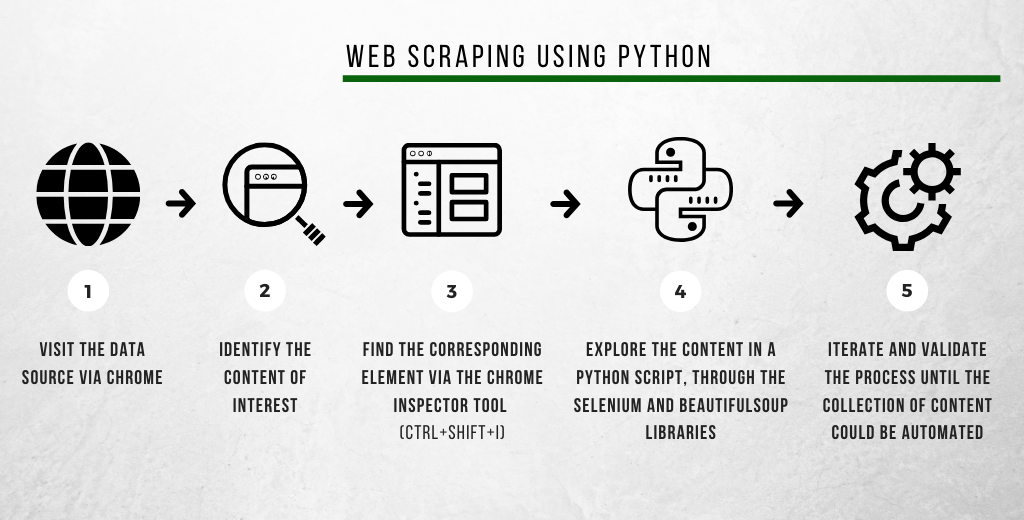 WEB SCRAPING USING PYTHON
1
VISIT THE DATA
SOURCE VIA CHROME
2
IDENTIFY THE
CONTENT OF
INTEREST
3
FIND THE CORRESPONDING
ELEMENT VIA THE CHROME
INSPECTOR TOOL
(CTRL+SHIFT+I)
4
EXPLORE THE CONTENT IN A
PYTHON SCRIPT, THROUGH THE
SELENIUM AND BEAUTIFULSOUP
LIBRARIES
5
ITERATE AND VALIDATE
THE PROCESS UNTIL THE
COLLECTION OF CONTENT
COULD BE AUTOMATED